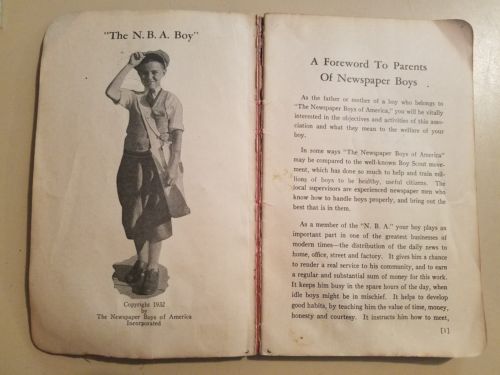 "The N. B. A. Boy"
Copyright 1932
by
The Newspaper Boys of America
Incorporated
A Foreword To Parents
Of Newspaper Boys
As the father or mother of a boy who belongs to
"The Newspaper Boys of America," you will be vitally
interested in the objectives and activities of this asso-
ciation and what they mean to the welfare of your
boy.
In some ways "The Newspaper Boys of America"
may be compared to the well-known Boy Scout move-
ment, which has done so much to help and train mil-
lions of boys to be healthy, useful citizens. The
local supervisors are experienced newspaper men who
know how to handle boys properly, and bring out the
best that is in them.
As a member of the "N. B. A." your boy plays an
important part in one of the greatest businesses of
modern times—the distribution of the daily news to
home, office, street and factory. It gives him a chance
to render a real service to his community, and to earn
a regular and substantial sum of money for this work.
It keeps him busy in the spare hours of the day, when
idle boys might be in mischief. It helps to develop
good habits, by teaching him the value of time, money,
honesty and courtesy. It instructs him how to meet,
[1]